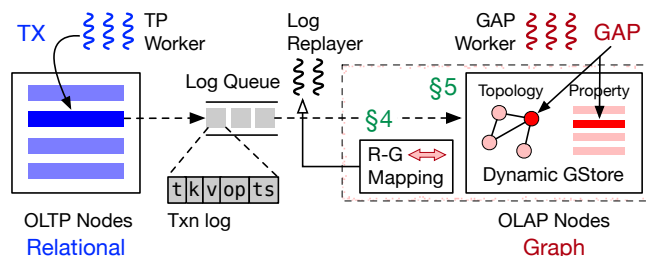 TX
TP
Worker
Log
Replayer
GAP
Worker
GAP
Log Queue
§5
§4
Topology
Property
R-G
Mapping
Dynamic GStore
t k v op ts
Txn log
OLTP Nodes
Relational
OLAP Nodes
Graph